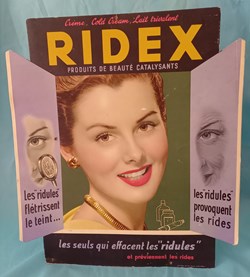 Crème, Cold Cream, Lait trivalent
RIDEX
PRODUITS DE BEAUTÉ CATALYSANTS
les "ridules"
flétrissent
le teint...
les "ridules"
provoquent
les rides
les seuls qui effacent les "ridules"
et préviennent les rides